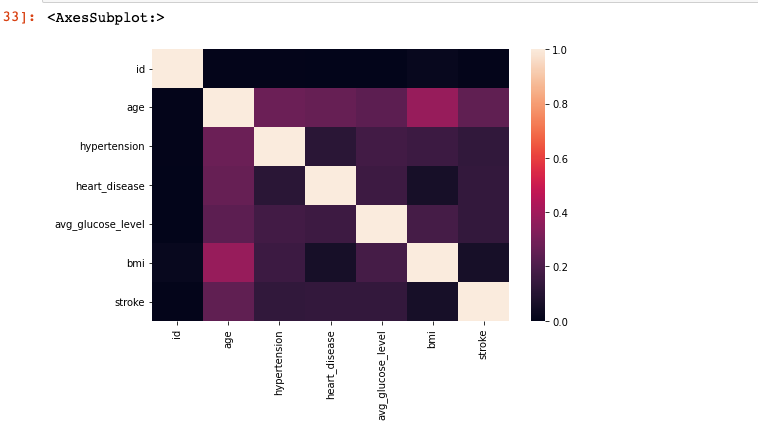 33]: <AxesSubplot:>
id
age
hypertension
heart_disease
avg_glucose_level
bmi
stroke
id
age
hypertension
heart_disease
avg_glucose_level
bmi
stroke
1.0
0.8
0.6
0.4
0.2
0.0